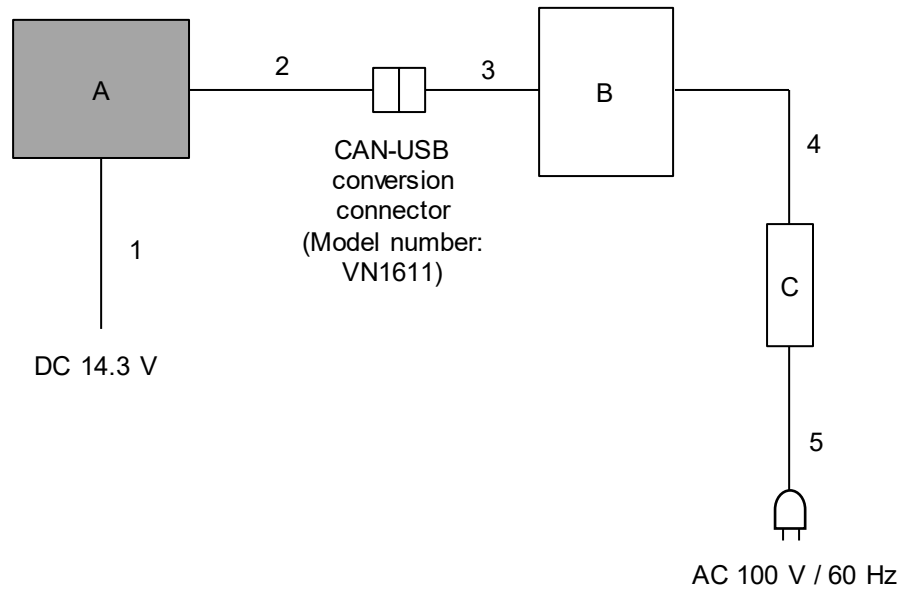 A
2
3
B
CAN-USB
conversion
connector
(Model number:
VN1611)
4
1
C
DC 14.3 V
5
AC 100 V / 60 Hz